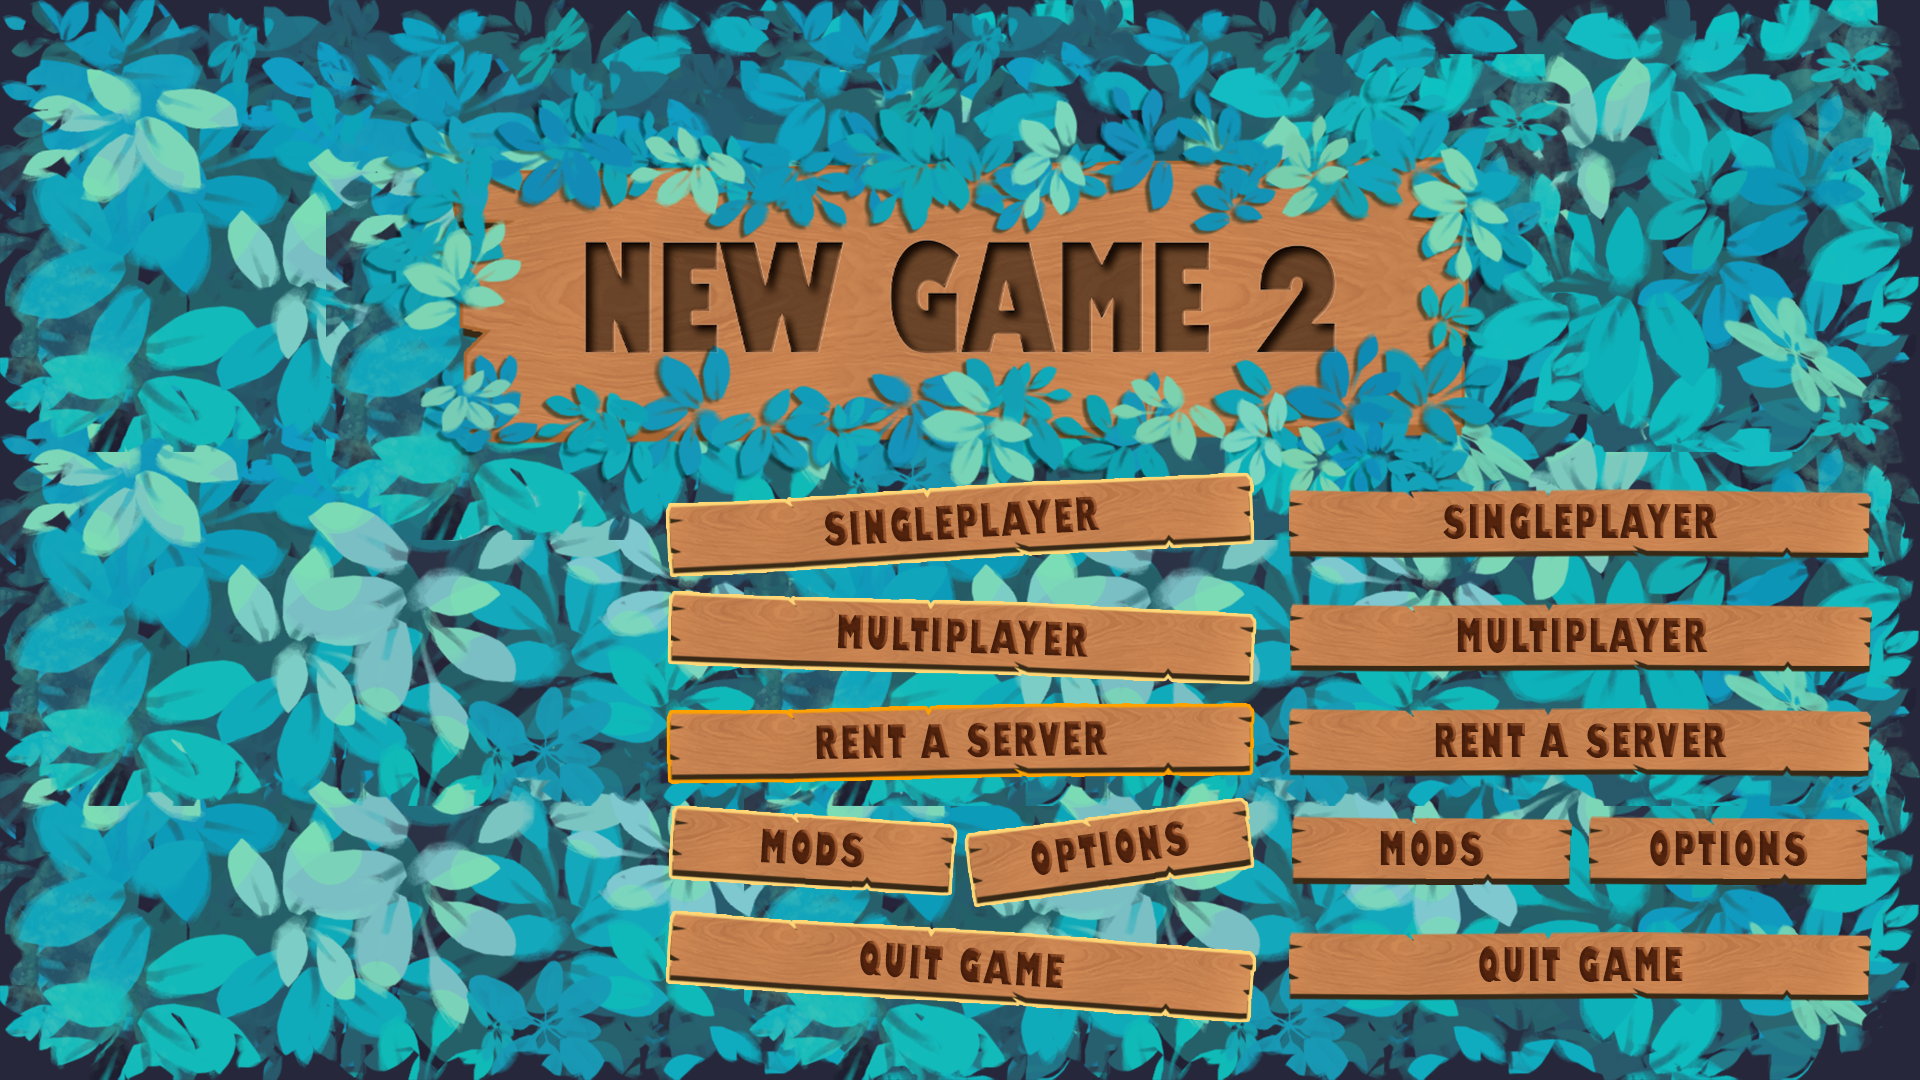 NEW GAME 2
SINGLEPLAYER
MULTIPLAYER
RENT A SERVER
MODS
OPTIONS
QUIT GAME
SINGLEPLAYER
MULTIPLAYER
RENT A SERVER
MODS
OPTIONS
QUIT GAME